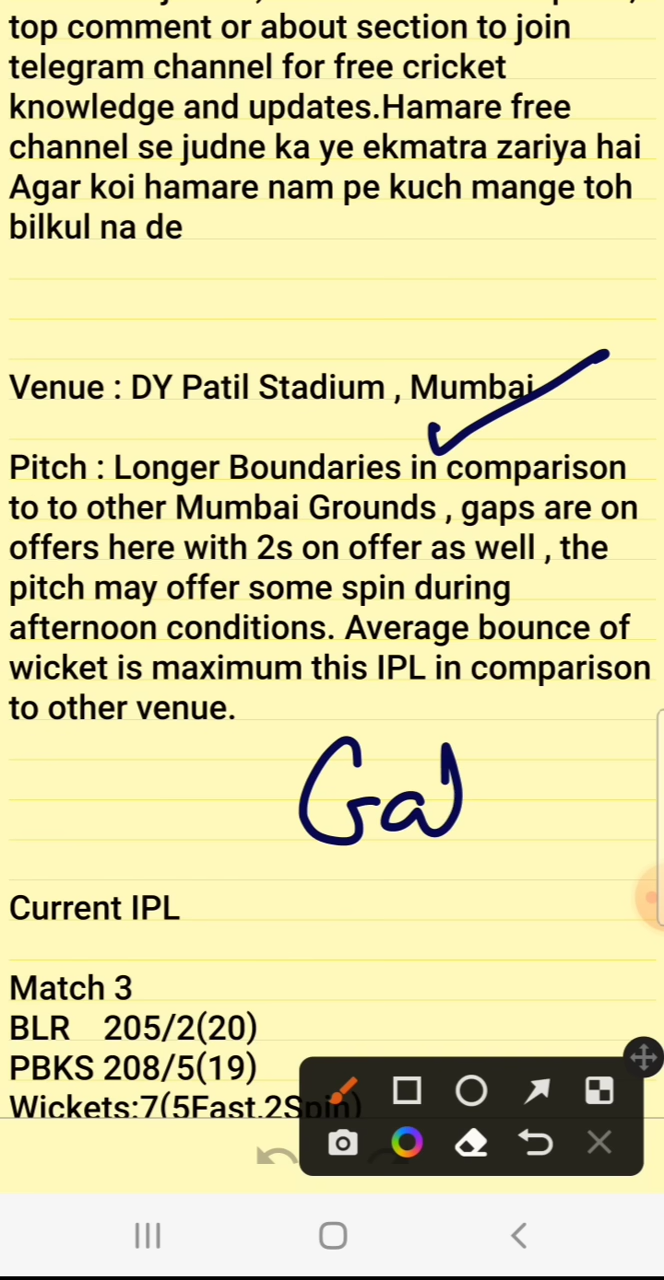 top comment or about section to join
telegram channel for free cricket
knowledge and updates.Hamare free
channel se judne ka ye ekmatra zariya hai
Agar koi hamare nam pe kuch mange toh
bilkul na de
Venue : DY Patil Stadium , Mumbai
Pitch : Longer Boundaries in comparison
to to other Mumbai Grounds , gaps are on
offers here with 2s on offer as well , the
pitch may offer some spin during
afternoon conditions. Average bounce of
wicket is maximum this IPL in comparison
to other venue.
Current IPL
Match 3
BLR 205/2(20)
PBKS 208/5(19)
Wickets:7(5Fast,2Spin)